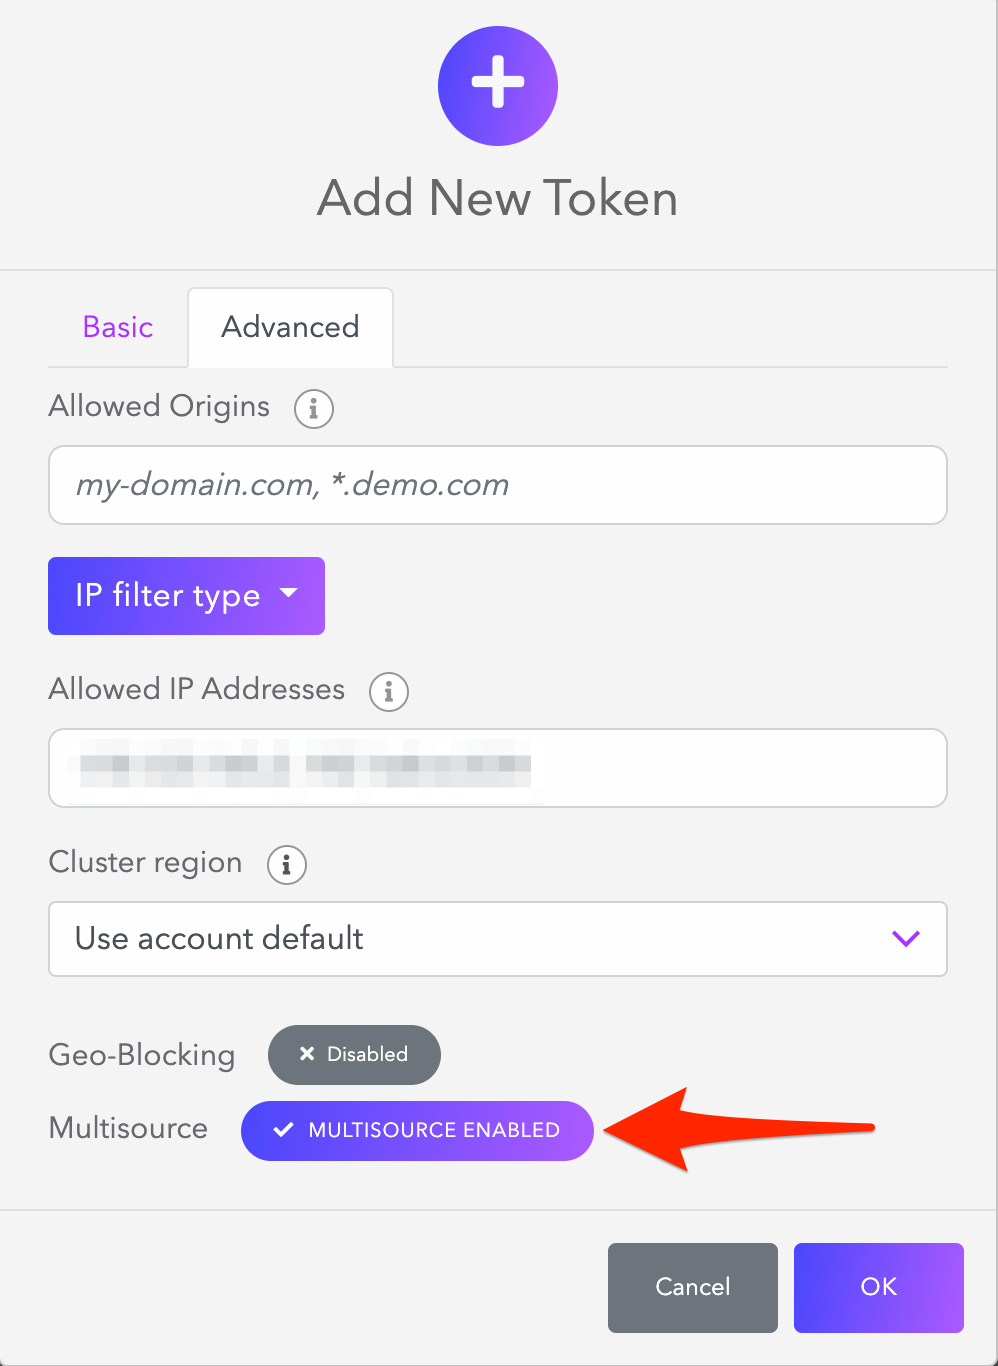 Add New Token
Basic
Advanced
Allowed Origins
my-domain.com, *.demo.com
IP filter type
Allowed IP Addresses
Cluster region
Use account default
Geo-Blocking
Disabled
Multisource
MULTISOURCE ENABLED
Cancel
OK